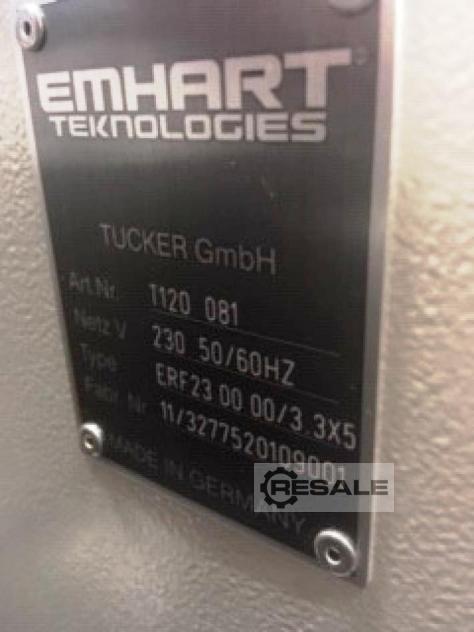 EMHART
TEKNOLOGIES
TUCKER GmbH
Art.Nr. T120 081
Netz V 230 50/60HZ
Type ERF23 00 00/3.3X5
Fabr. Nr 11/3277520109001
MADE IN GERMANY
RESALE